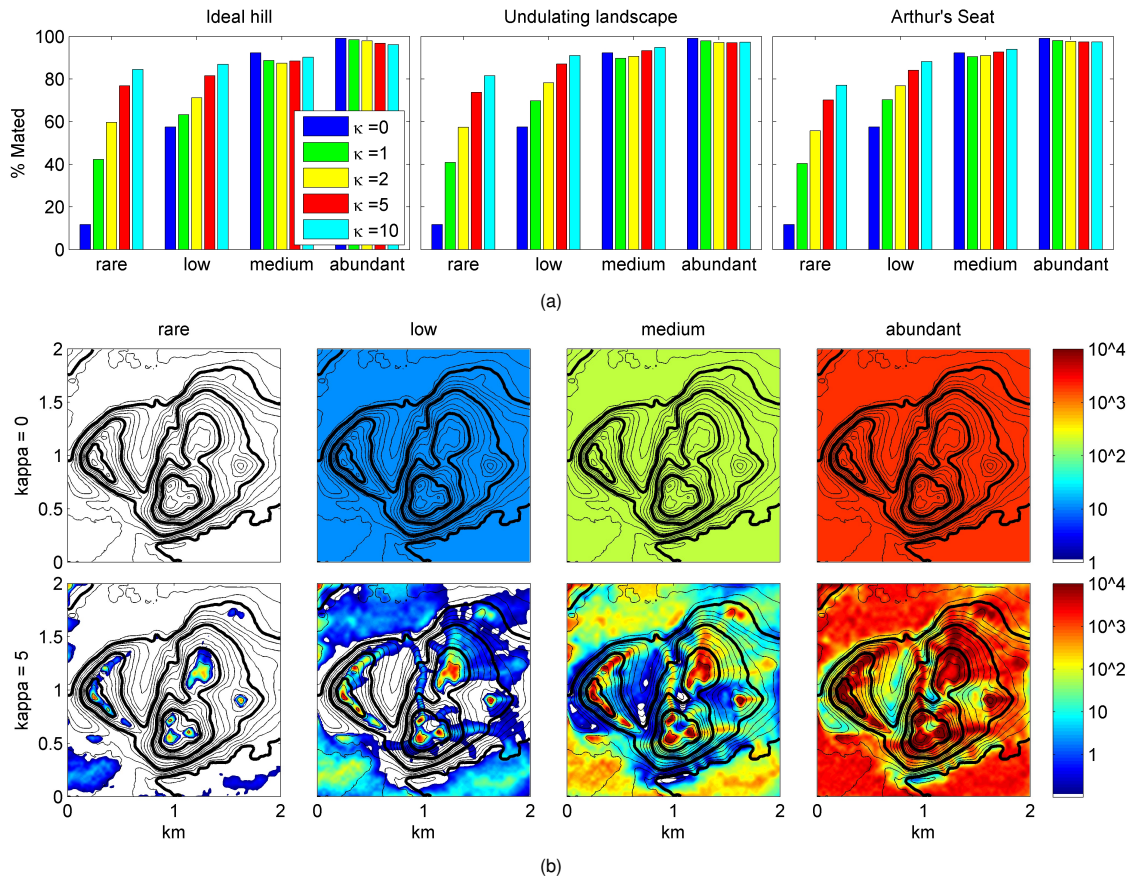 Ideal hill Undulating landscape Arthur's Seat
% Mated
100
80
60
40
20
0
κ =0
κ =1
κ =2
κ =5
κ =10
rare low medium abundant rare low medium abundant rare low medium abundant
(a)
rare low medium abundant
kappa = 0
2
1.5
1
0.5
0
10^4
10^3
10^2
10
1
kappa = 5
2
1.5
1
0.5
0
10^4
10^3
10^2
10
1
0 1 2 0 1 2 0 1 2 0 1 2
km km km km
(b)